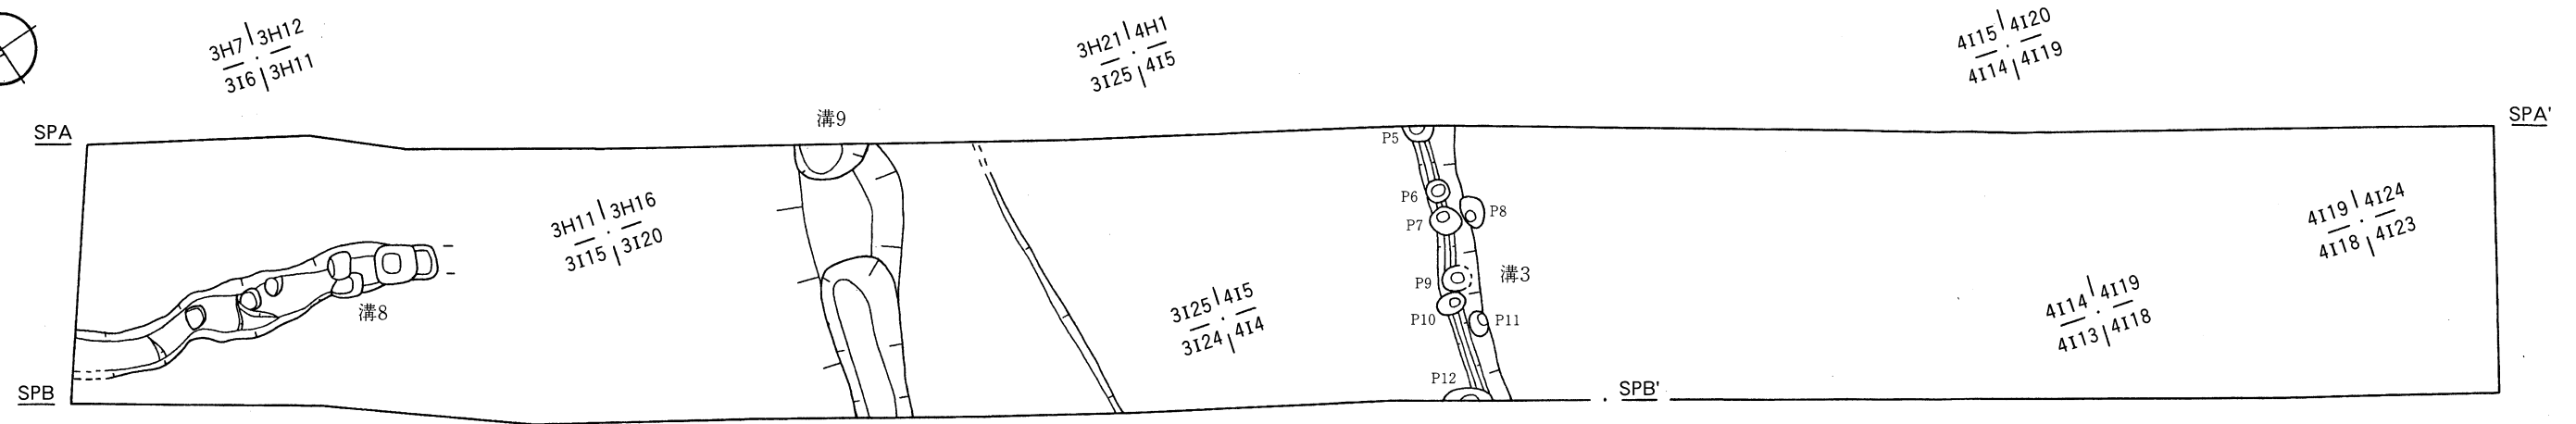 3H7 3H12
3I6 3H11
3H21 4H1
3I25 4I5
4I15 4I20
4I14 4I19
SPA
溝9
SPA'
P5
3H11 3H16
3I15 3I20
P6
P7
P8
4I19 4I24
4I18 4I23
溝8
3I25 4I5
3I24 4I4
P9
溝3
P10
P11
4I14 4I19
4I13 4I18
P12
SPB
SPB'